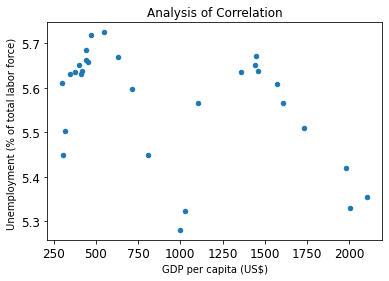 Analysis of Correlation
Unemployment (% of total labor force)
5.7
5.6
5.5
5.4
5.3
250 500 750 1000 1250 1500 1750 2000
GDP per capita (US$)